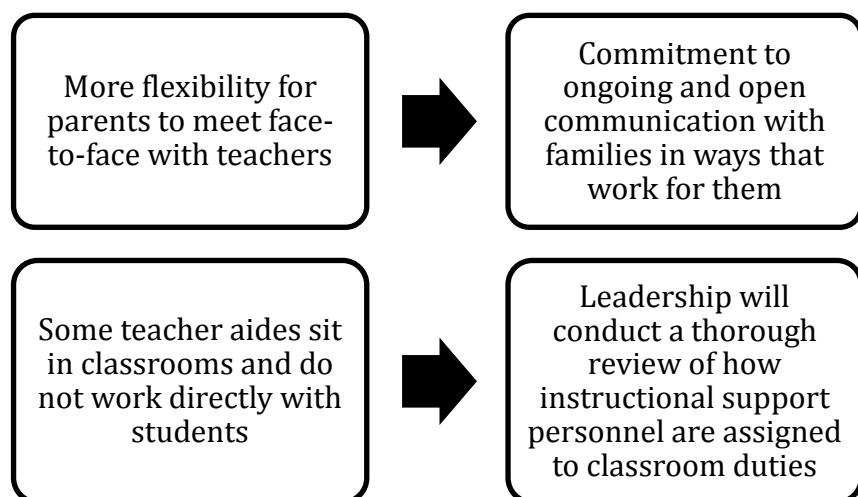 More flexibility for
parents to meet face-
to-face with teachers
Commitment to
ongoing and open
communication with
families in ways that
work for them
Some teacher aides sit
in classrooms and do
not work directly with
students
Leadership will
conduct a thorough
review of how
instructional support
personnel are assigned
to classroom duties